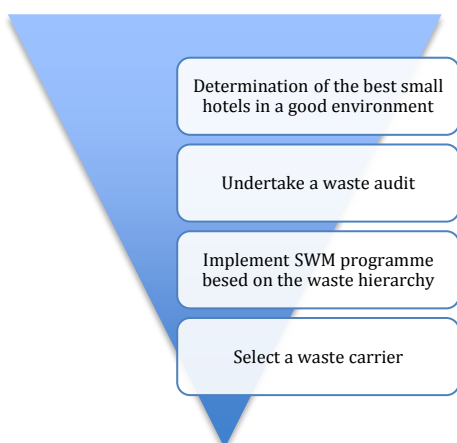 Determination of the best small
hotels in a good environment
Undertake a waste audit
Implement SWM programme
besed on the waste hierarchy
Select a waste carrier